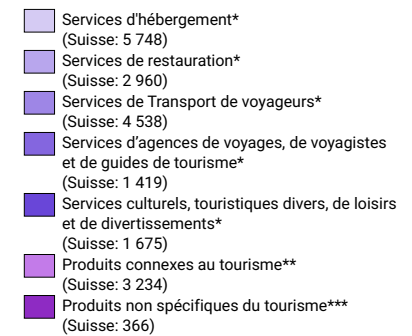 Services d'hébergement*
(Suisse: 5 748)
Services de restauration*
(Suisse: 2 960)
Services de Transport de voyageurs*
(Suisse: 4 538)
Services d’agences de voyages, de voyagistes
et de guides de tourisme*
(Suisse: 1 419)
Services culturels, touristiques divers, de loisirs
et de divertissements*
(Suisse: 1 675)
Produits connexes au tourisme**
(Suisse: 3 234)
Produits non spécifiques du tourisme***
(Suisse: 366)